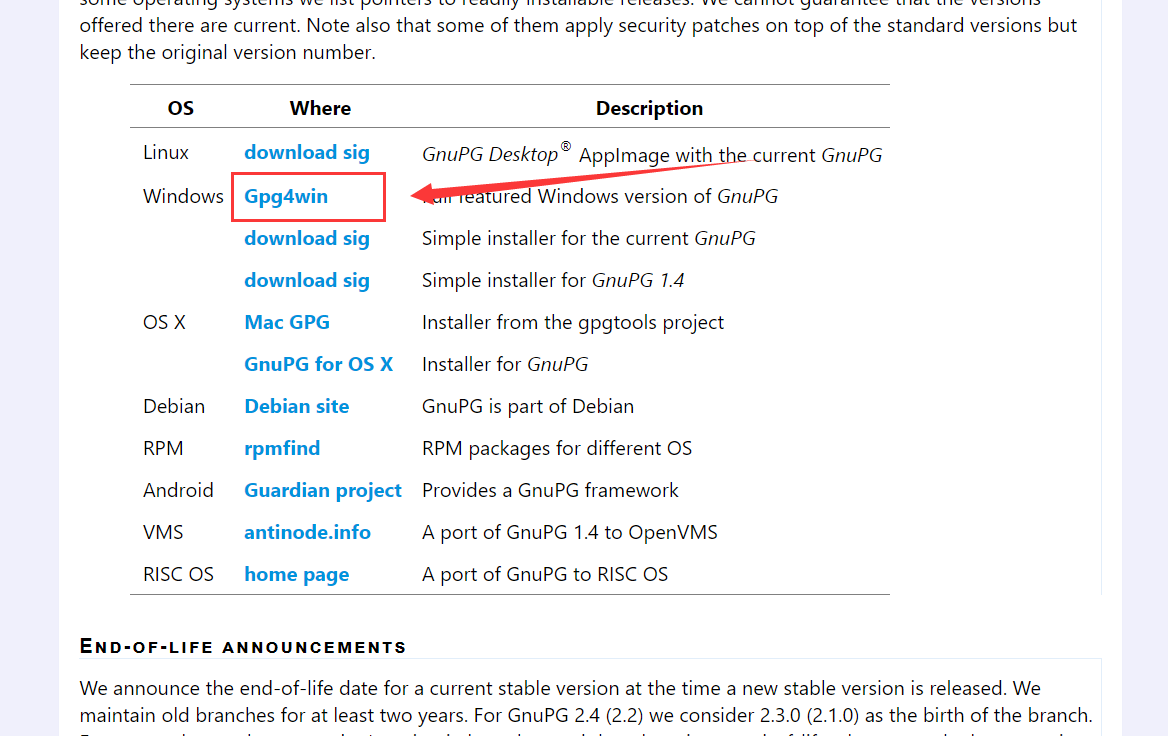 some operating systems we list pointers to readily installable releases. We cannot guarantee that the versions
offered there are current. Note also that some of them apply security patches on top of the standard versions but
keep the original version number.
OS Where Description
Linux download sig GnuPG Desktop® AppImage with the current GnuPG
Windows Gpg4win Full featured Windows version of GnuPG
download sig Simple installer for the current GnuPG
download sig Simple installer for GnuPG 1.4
OS X Mac GPG Installer from the gpgtools project
GnuPG for OS X Installer for GnuPG
Debian Debian site GnuPG is part of Debian
RPM rpmfind RPM packages for different OS
Android Guardian project Provides a GnuPG framework
VMS antinode.info A port of GnuPG 1.4 to OpenVMS
RISC OS home page A port of GnuPG to RISC OS
END-OF-LIFE ANNOUNCEMENTS
We announce the end-of-life date for a current stable version at the time a new stable version is released. We
maintain old branches for at least two years. For GnuPG 2.4 (2.2) we consider 2.3.0 (2.1.0) as the birth of the branch.